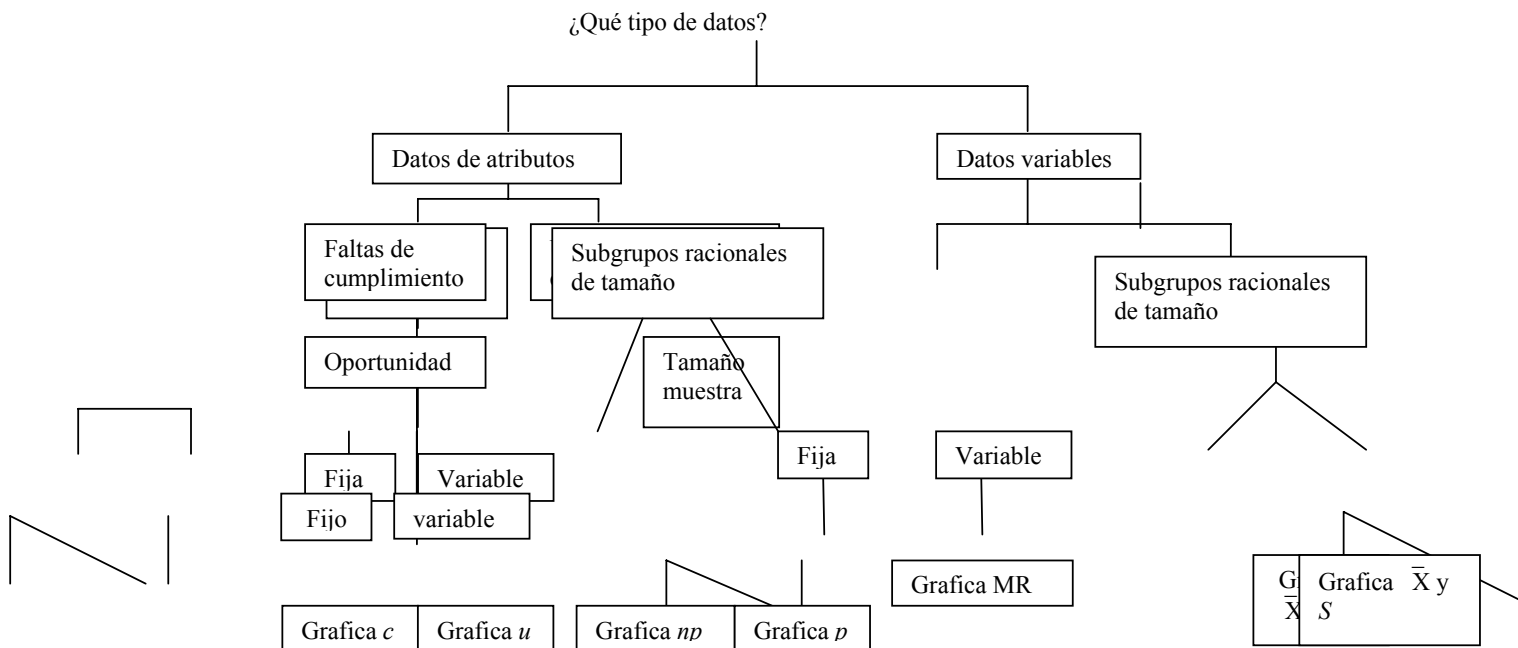 ¿Qué tipo de datos?
Datos de atributos
Datos variables
Faltas de
cumplimiento
Subgrupos racionales
de tamaño
Subgrupos racionales
de tamaño
Oportunidad
Tamaño
muestra
Fija
Variable
Fija
Variable
Fijo
variable
Grafica MR
Grafica X̅ y
S
X̅
Grafica c
Grafica u
Grafica np
Grafica p